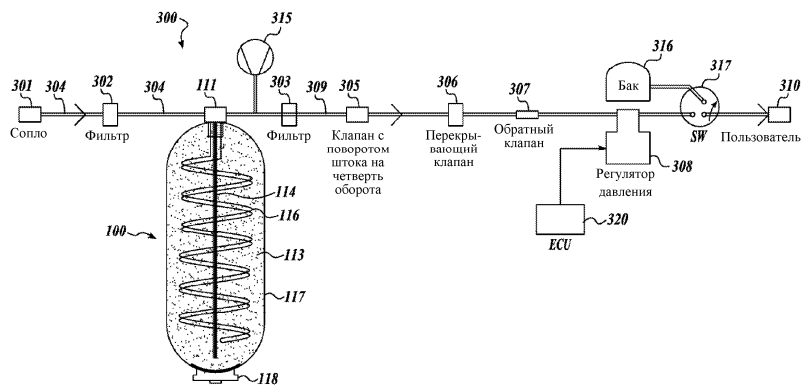 300
315
301
304
302
304
111
303
309
305
306
307
316
317
310
Бак
Сопло
Фильтр
Фильтр
Клапан с
поворотом
штока на
четверть
оборота
Перекры-
вающий
клапан
Обратный
клапан
SW
Пользователь
308
Регулятор
давления
320
ECU
114
116
100
113
117
118